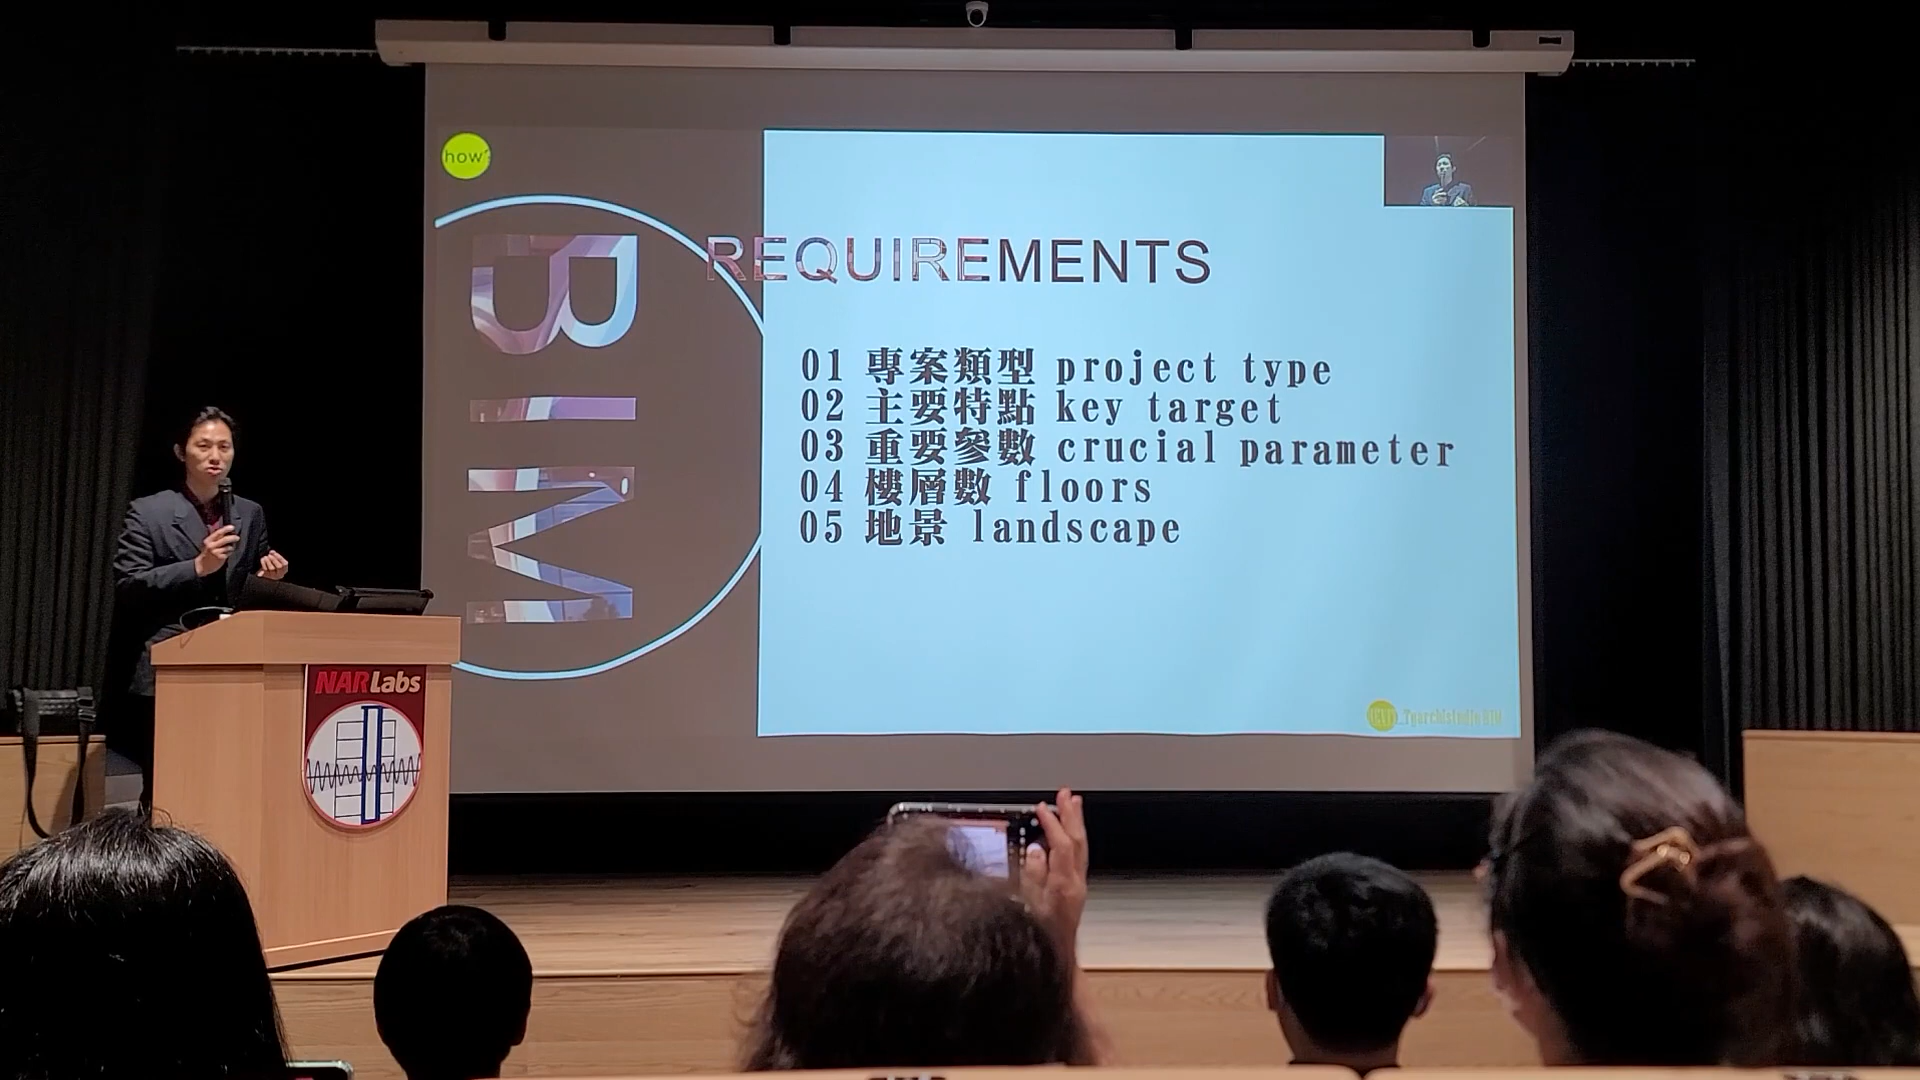 how?
BIM
REQUIREMENTS
01 專案類型 project type
02 主要特點 key target
03 重要參數 crucial parameter
04 樓層數 floors
05 地景 landscape
NARLabs